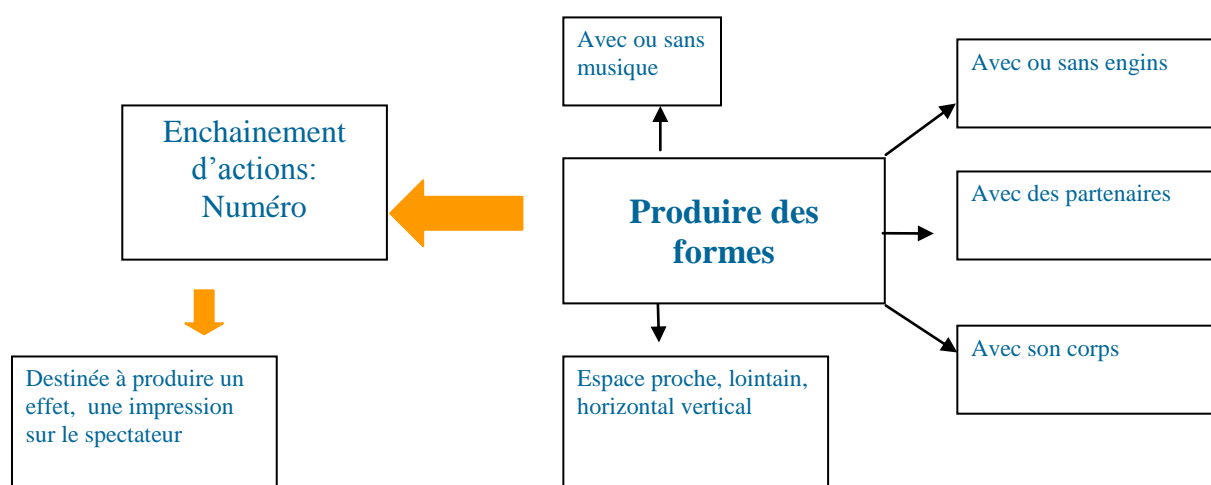 Avec ou sans
musique
Avec ou sans engins
Enchainement
d’actions:
Numéro
Produire des
formes
Avec des partenaires
Avec son corps
Destinée à produire un
effet,  une impression
sur le spectateur
Espace proche, lointain,
horizontal vertical